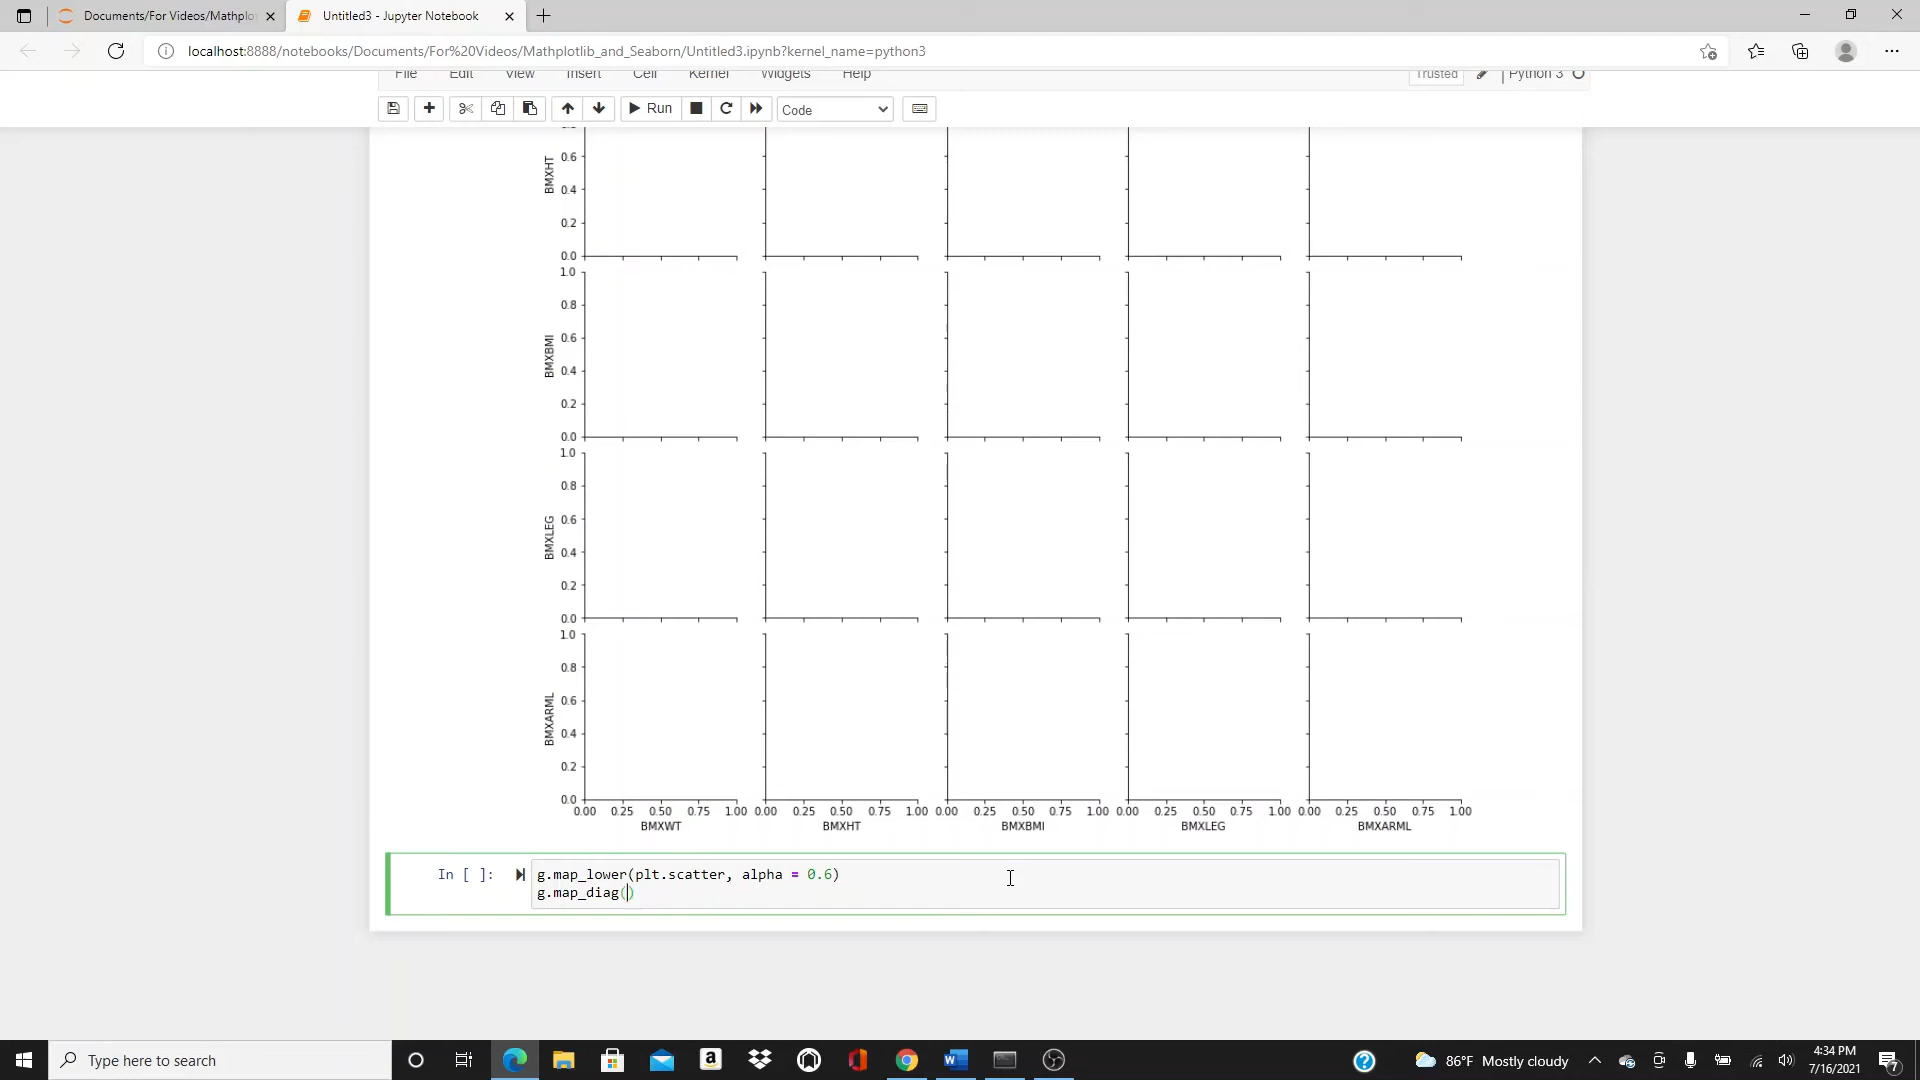 Documents/For Videos/Mathplo
Untitled3 - Jupyter Notebook
localhost:8888/notebooks/Documents/For%20Videos/Mathplotlib_and_Seaborn/Untitled3.ipynb?kernel_name=python3
File Edit View Insert Cell Kernel Widgets Help
Trusted
Python 3
Run
Code
BMXHT
0.6
0.4
0.2
0.0
BMXBMI
1.0
0.8
0.6
0.4
0.2
0.0
BMXLEG
1.0
0.8
0.6
0.4
0.2
0.0
BMXARML
1.0
0.8
0.6
0.4
0.2
0.0
0.00 0.25 0.50 0.75 1.00 0.00 0.25 0.50 0.75 1.00 0.00 0.25 0.50 0.75 1.00 0.00 0.25 0.50 0.75 1.00 0.00 0.25 0.50 0.75 1.00
BMXWT BMXHT BMXBMI BMXLEG BMXARML
In [ ]:
g.map_lower(plt.scatter, alpha = 0.6)
g.map_diag()
Type here to search
86°F Mostly cloudy
4:34 PM
7/16/2021
7